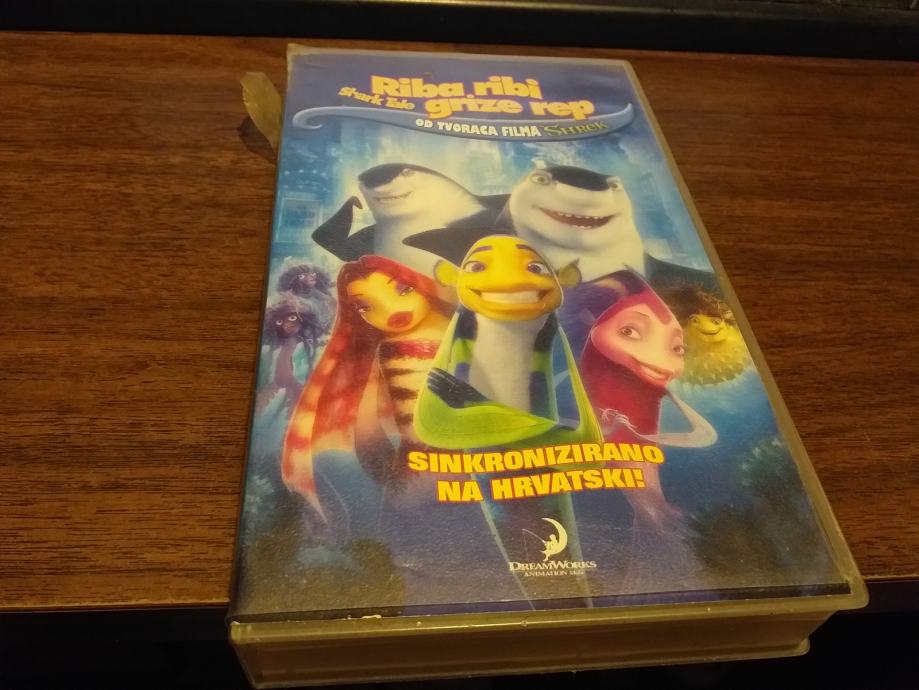 Riba ribi
Shark Tale grize rep
OD TVORACA FILMA SHREK
SINKRONIZIRANO
NA HRVATSKI!
DREAMWORKS
ANIMATION SKG